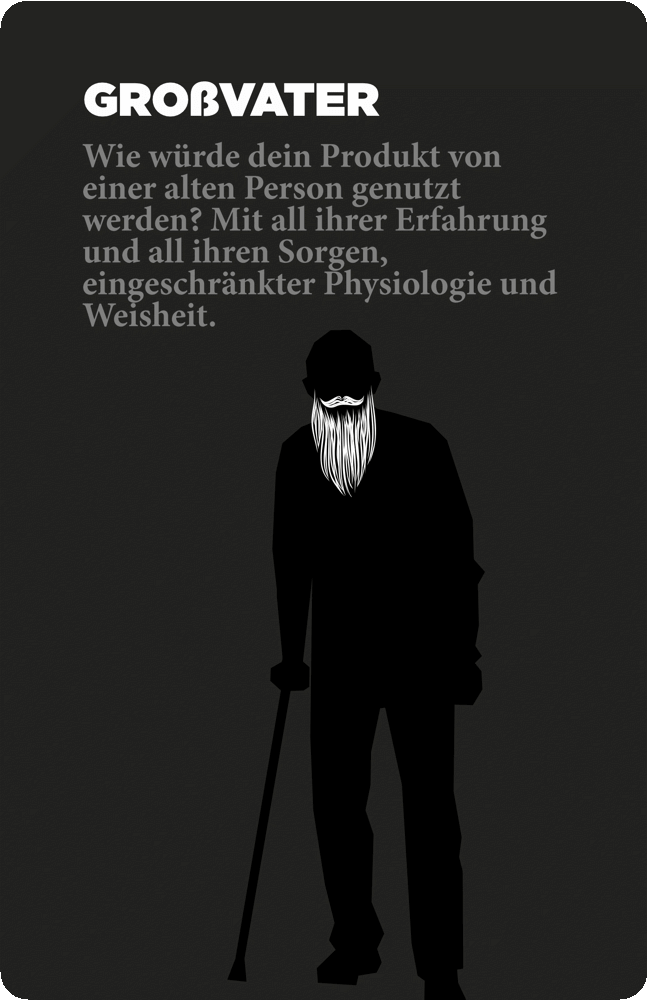 GROßVATER
Wie würde dein Produkt von
einer alten Person genutzt
werden? Mit all ihrer Erfahrung
und all ihren Sorgen,
eingeschränkter Physiologie und
Weisheit.